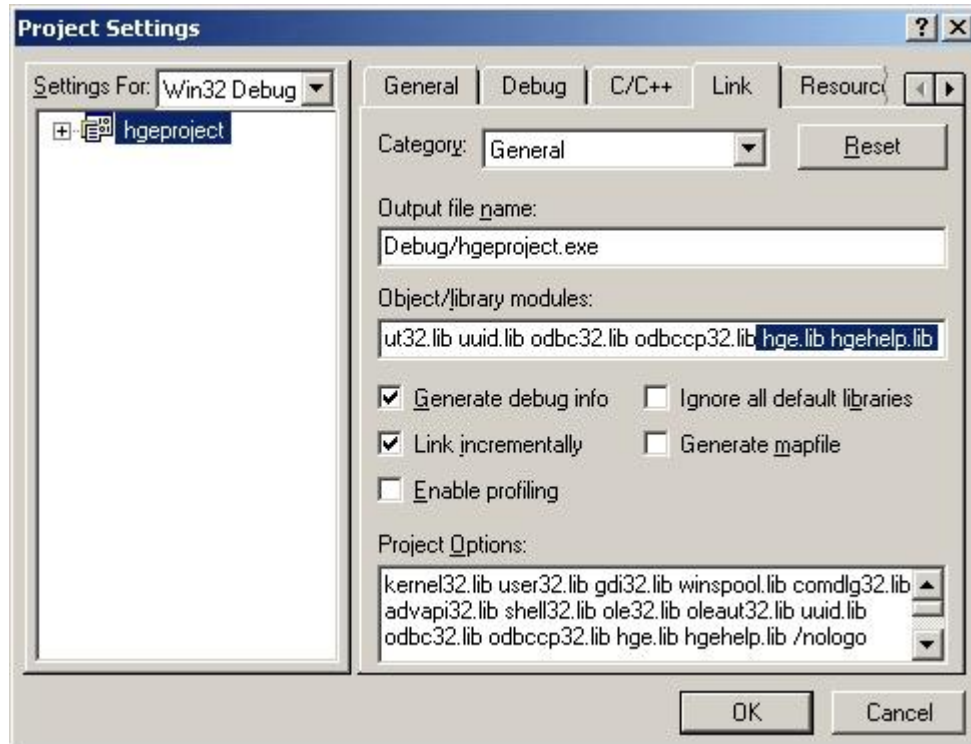 Project Settings
Settings For: Win32 Debug
hgeproject
General Debug C/C++ Link Resourc
Category: General Reset
Output file name:
Debug/hgeproject.exe
Object/library modules:
ut32.lib uuid.lib odbc32.lib odbccp32.lib hge.lib hgehelp.lib
Generate debug info Ignore all default libraries
Link incrementally Generate mapfile
Enable profiling
Project Options:
kernel32.lib user32.lib gdi32.lib winspool.lib comdlg32.lib
advapi32.lib shell32.lib ole32.lib oleaut32.lib uuid.lib
odbc32.lib odbccp32.lib hge.lib hgehelp.lib /nologo
OK Cancel